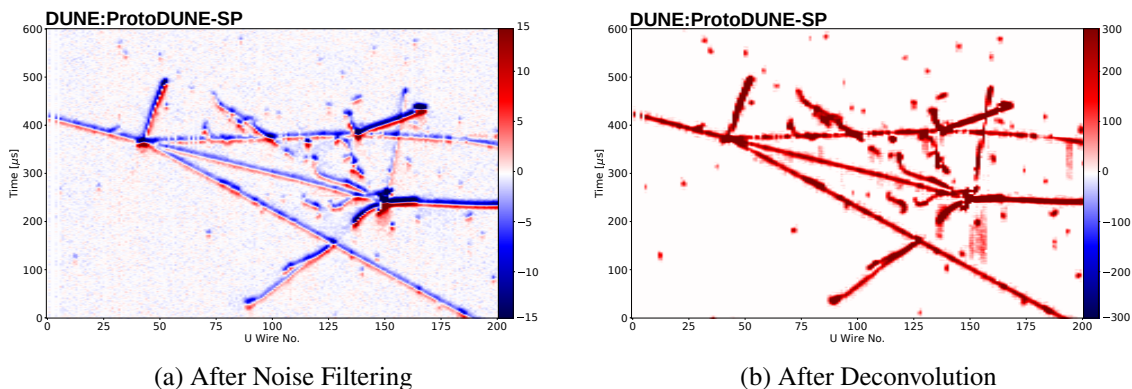 DUNE:ProtoDUNE-SP
600
500
400
300
200
100
0
Time [µs]
0 25 50 75 100 125 150 175 200
U Wire No.
15
10
5
0
−5
−10
−15
(a) After Noise Filtering
DUNE:ProtoDUNE-SP
600
500
400
300
200
100
0
Time [µs]
0 25 50 75 100 125 150 175 200
U Wire No.
300
200
100
0
−100
−200
−300
(b) After Deconvolution